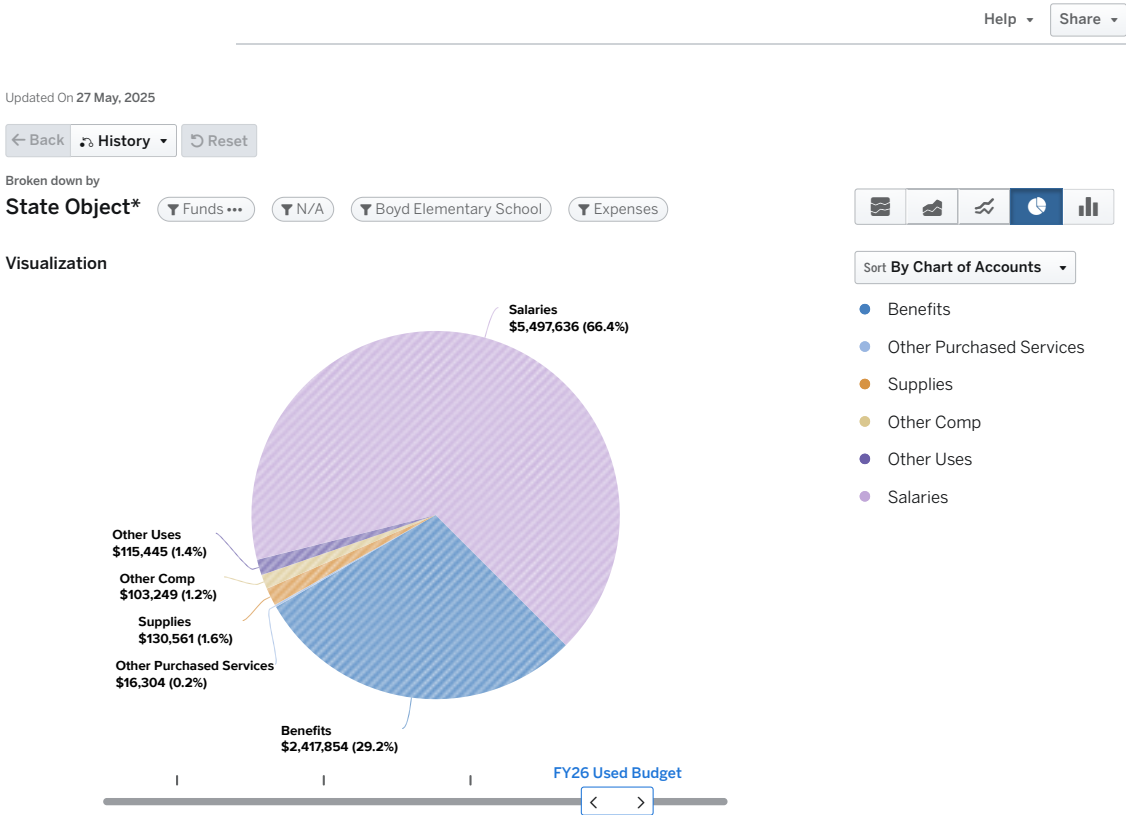 Help
Share
Updated On 27 May, 2025
Back
History
Reset
Broken down by
State Object*
Funds •••
N/A
Boyd Elementary School
Expenses
Visualization
Sort By Chart of Accounts
Benefits
Other Purchased Services
Supplies
Other Comp
Other Uses
Salaries
Salaries
$5,497,636 (66.4%)
Other Uses
$115,445 (1.4%)
Other Comp
$103,249 (1.2%)
Supplies
$130,561 (1.6%)
Other Purchased Services
$16,304 (0.2%)
Benefits
$2,417,854 (29.2%)
FY26 Used Budget